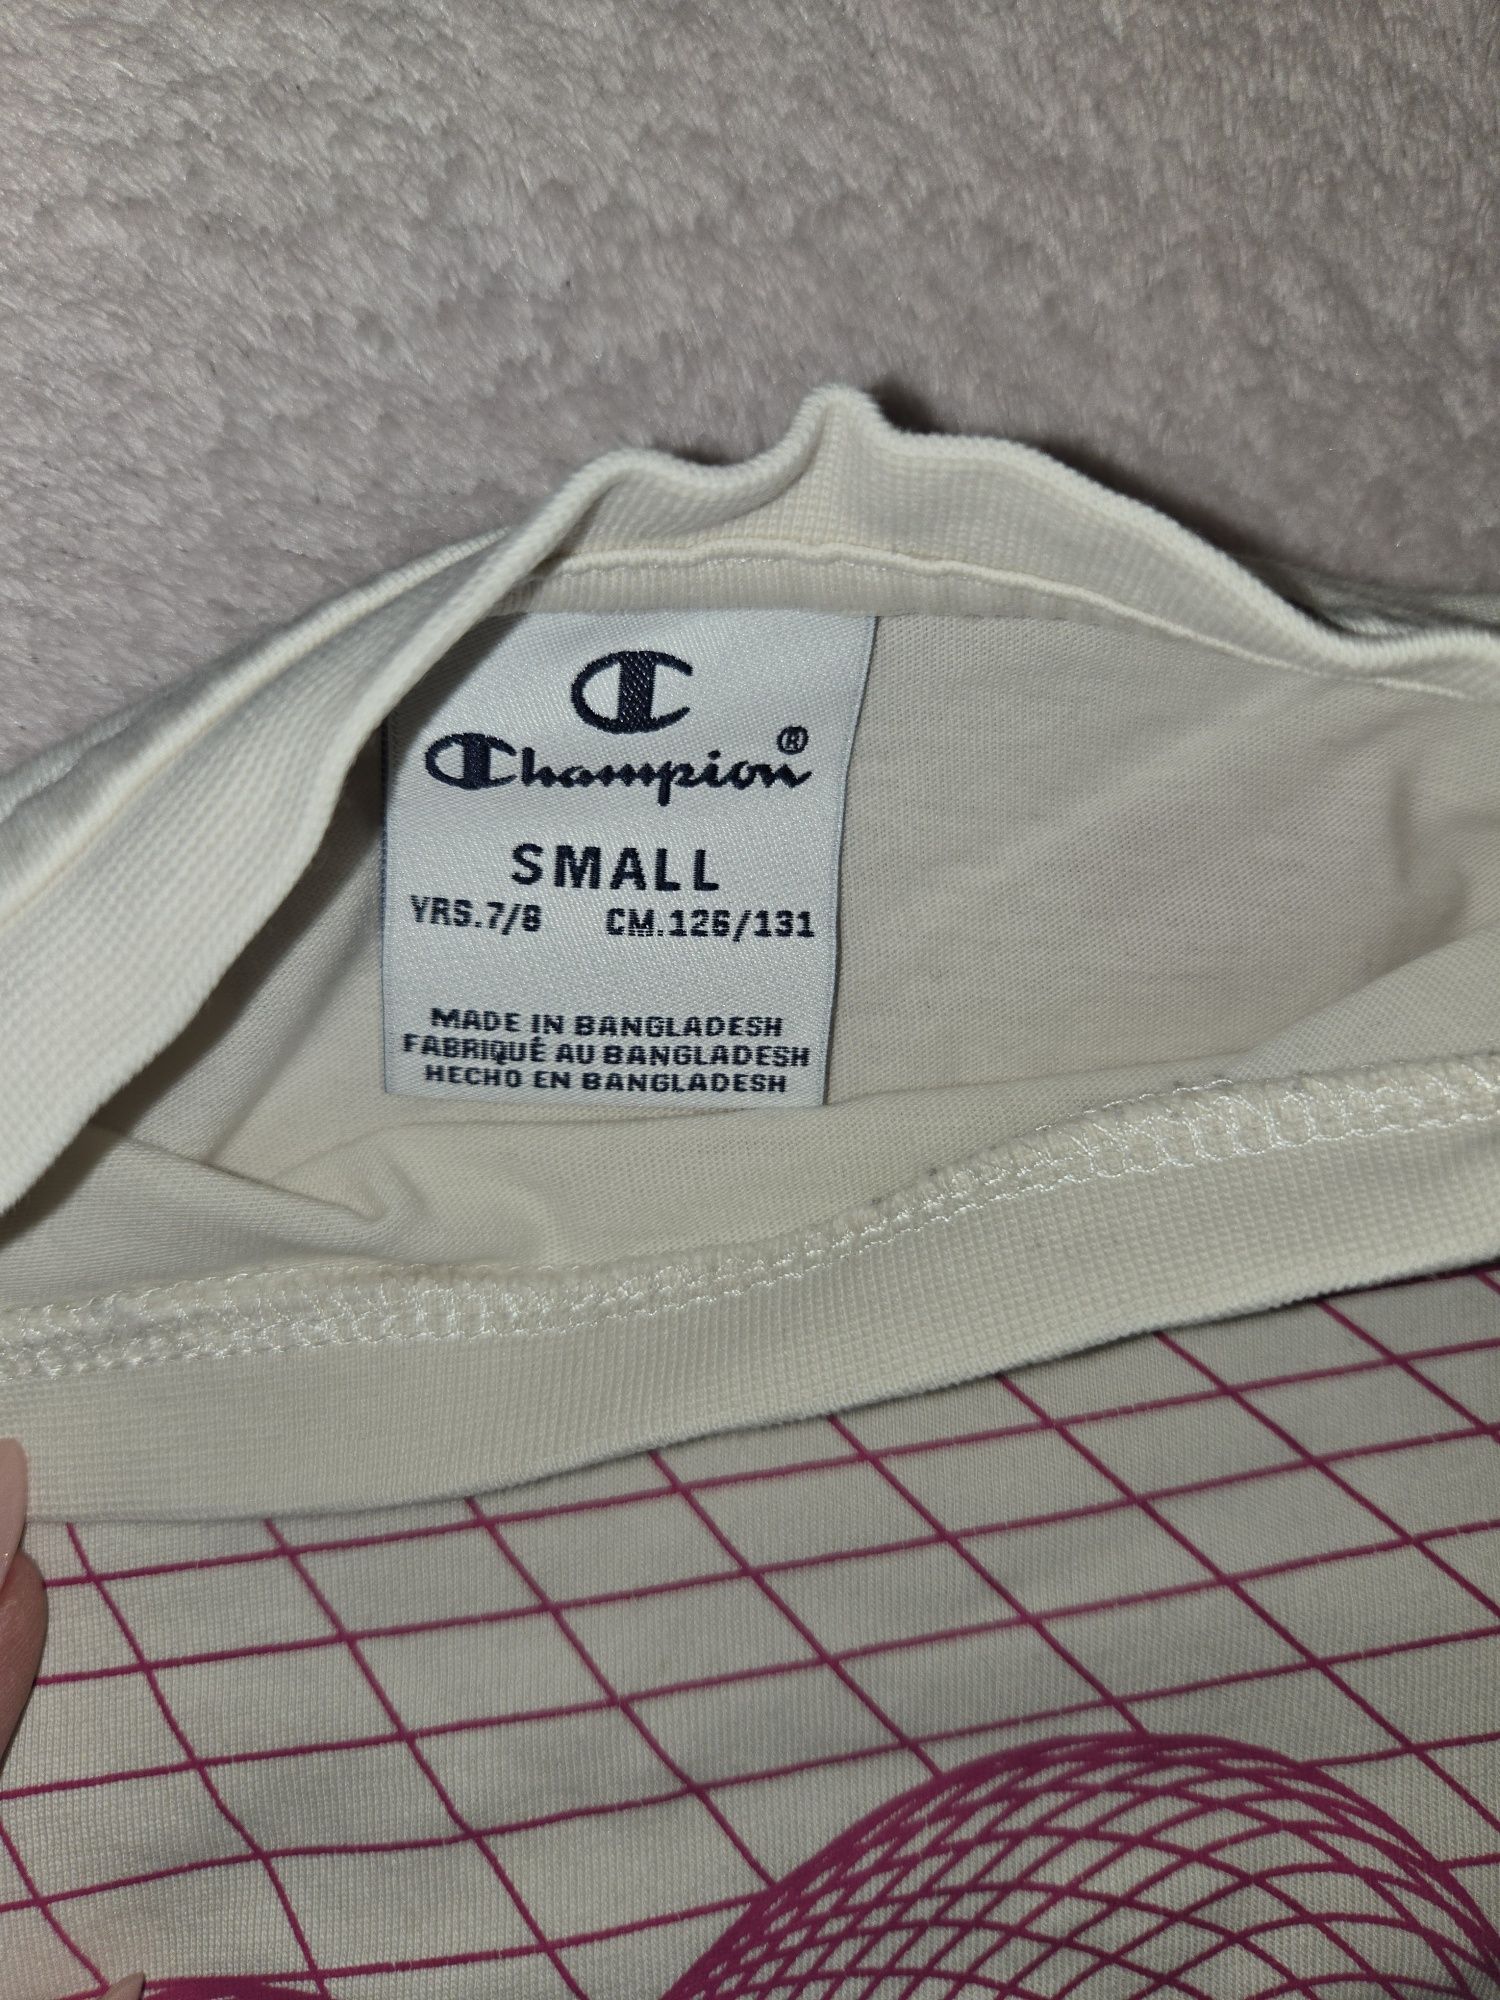 Champion®
SMALL
YRS.7/8 CM.126/131
MADE IN BANGLADESH
FABRIQUÉ AU BANGLADESH
HECHO EN BANGLADESH